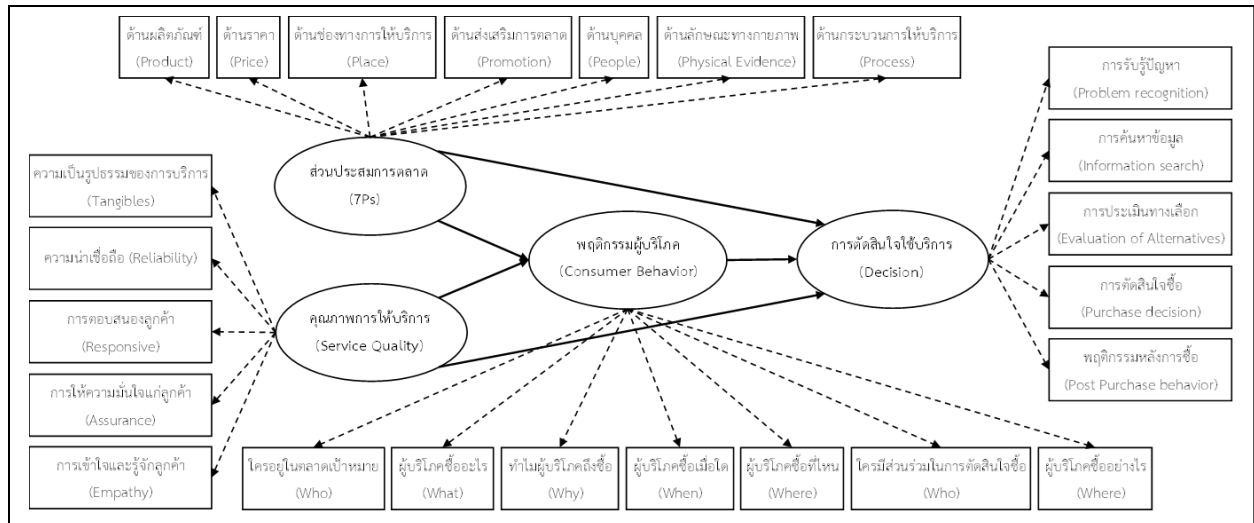 ด้านผลิตภัณฑ์
(Product)
ด้านราคา
(Price)
ด้านช่องทางการให้บริการ
(Place)
ด้านส่งเสริมการตลาด
(Promotion)
ด้านบุคคล
(People)
ด้านลักษณะทางกายภาพ
(Physical Evidence)
ด้านกระบวนการให้บริการ
(Process)
ส่วนประสมการตลาด
(7Ps)
คุณภาพการให้บริการ
(Service Quality)
พฤติกรรมผู้บริโภค
(Consumer Behavior)
การตัดสินใจใช้บริการ
(Decision)
ความเป็นรูปธรรมของการบริการ
(Tangibles)
ความน่าเชื่อถือ (Reliability)
การตอบสนองลูกค้า
(Responsive)
การให้ความมั่นใจแก่ลูกค้า
(Assurance)
การเข้าใจและรู้จักลูกค้า
(Empathy)
การรับรู้ปัญหา
(Problem recognition)
การค้นหาข้อมูล
(Information search)
การประเมินทางเลือก
(Evaluation of Alternatives)
การตัดสินใจซื้อ
(Purchase decision)
พฤติกรรมหลังการซื้อ
(Post Purchase behavior)
ใครอยู่ในตลาดเป้าหมาย
(Who)
ผู้บริโภคซื้ออะไร
(What)
ทำไมผู้บริโภคถึงซื้อ
(Why)
ผู้บริโภคซื้อเมื่อใด
(When)
ผู้บริโภคซื้อที่ไหน
(Where)
ใครมีส่วนร่วมในการตัดสินใจซื้อ
(Who)
ผู้บริโภคซื้ออย่างไร
(Where)